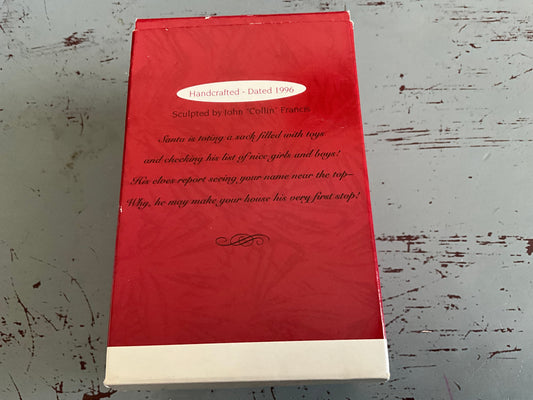 Handcrafted - Dated 1996
Sculpted by John "Collin" Francis
Santa is toting a sack filled with toys
and checking his list of nice girls and boys!
His elves report seeing your name near the top—
Why, he may make your house his very first stop!